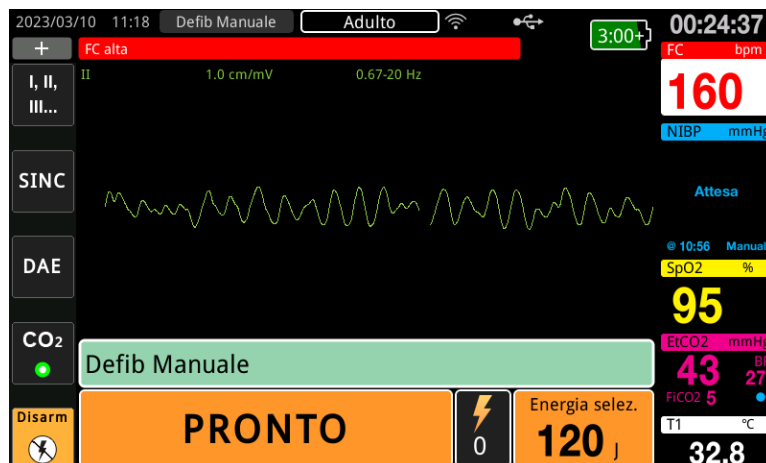 2023/03/10 11:18 Defib Manuale Adulto 3:00+ 00:24:37
+ FC alta FC bpm
160
I, II,
III...
II 1.0 cm/mV 0.67-20 Hz
NIBP mmHg
SINC
Attesa
@ 10:56 Manual
DAE
SpO2 %
95
CO2
EtCO2 mmHg
43
27
FiCO2 5
Defib Manuale
Disarm
PRONTO
0
Energia selez.
120 J
T1 °C
32.8